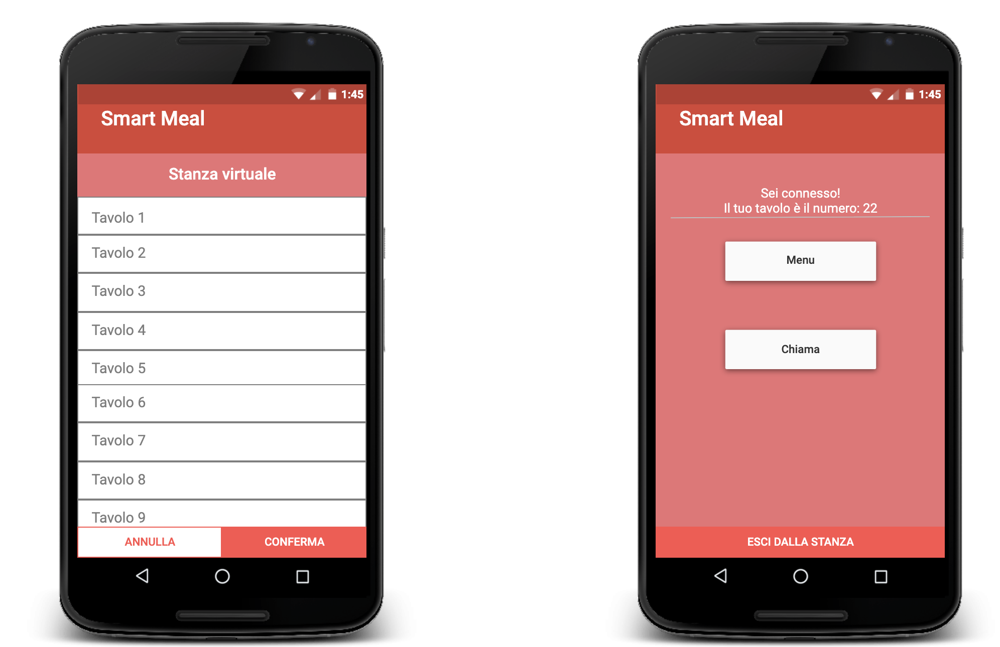 1:45
Smart Meal
Stanza virtuale
Tavolo 1
Tavolo 2
Tavolo 3
Tavolo 4
Tavolo 5
Tavolo 6
Tavolo 7
Tavolo 8
Tavolo 9
ANNULLA
CONFERMA
1:45
Smart Meal
Sei connesso!
Il tuo tavolo è il numero: 22
Menu
Chiama
ESCI DALLA STANZA